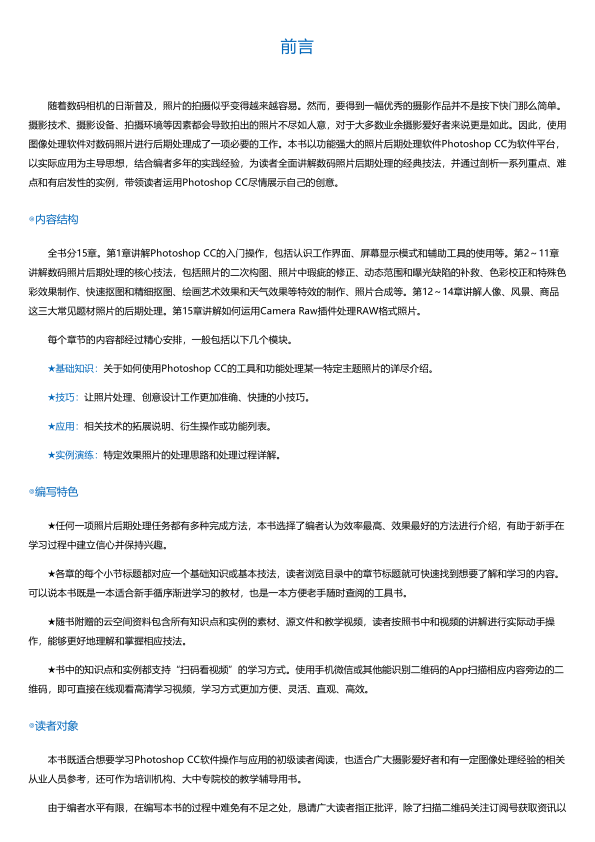 前言
随着数码相机的日渐普及，照片的拍摄似乎变得越来越容易。然而，要得到一幅优秀的摄影作品并不是按下快门那么简单。
摄影技术、摄影设备、拍摄环境等因素都会导致拍出的照片不尽如人意，对于大多数业余摄影爱好者来说更是如此。因此，使用
图像处理软件对数码照片进行后期处理成了一项必要的工作。本书以功能强大的照片后期处理软件Photoshop CC为软件平台，
以实际应用为主导思想，结合编者多年的实践经验，为读者全面讲解数码照片后期处理的经典技法，并通过剖析一系列重点、难
点和有启发性的实例，带领读者运用Photoshop CC尽情展示自己的创意。
◎内容结构
全书分15章。第1章讲解Photoshop CC的入门操作，包括认识工作界面、屏幕显示模式和辅助工具的使用等。第2～11章
讲解数码照片后期处理的核心技法，包括照片的二次构图、照片中瑕疵的修正、动态范围和曝光缺陷的补救、色彩校正和特殊色
彩效果制作、快速抠图和精细抠图、绘画艺术效果和天气效果等特效的制作、照片合成等。第12～14章讲解人像、风景、商品
这三大常见题材照片的后期处理。第15章讲解如何运用Camera Raw插件处理RAW格式照片。
每个章节的内容都经过精心安排，一般包括以下几个模块。
★基础知识：关于如何使用Photoshop CC的工具和功能处理某一特定主题照片的详尽介绍。
★技巧：让照片处理、创意设计工作更加准确、快捷的小技巧。
★应用：相关技术的拓展说明、衍生操作或功能列表。
★实例演练：特定效果照片的处理思路和处理过程详解。
◎编写特色
★任何一项照片后期处理任务都有多种完成方法，本书选择了编者认为效率最高、效果最好的方法进行介绍，有助于新手在
学习过程中建立信心并保持兴趣。
★各章的每个小节标题都对应一个基础知识或基本技法，读者浏览目录中的章节标题就可快速找到想要了解和学习的内容。
可以说本书既是一本适合新手循序渐进学习的教材，也是一本方便老手随时查阅的工具书。
★随书附赠的云空间资料包含所有知识点和实例的素材、源文件和教学视频，读者按照书中和视频的讲解进行实际动手操
作，能够更好地理解和掌握相应技法。
★书中的知识点和实例都支持“扫码看视频”的学习方式。使用手机微信或其他能识别二维码的App扫描相应内容旁边的二
维码，即可直接在线观看高清学习视频，学习方式更加方便、灵活、直观、高效。
◎读者对象
本书既适合想要学习Photoshop CC软件操作与应用的初级读者阅读，也适合广大摄影爱好者和有一定图像处理经验的相关
从业人员参考，还可作为培训机构、大中专院校的教学辅导用书。
由于编者水平有限，在编写本书的过程中难免有不足之处，恳请广大读者指正批评，除了扫描二维码关注订阅号获取资讯以